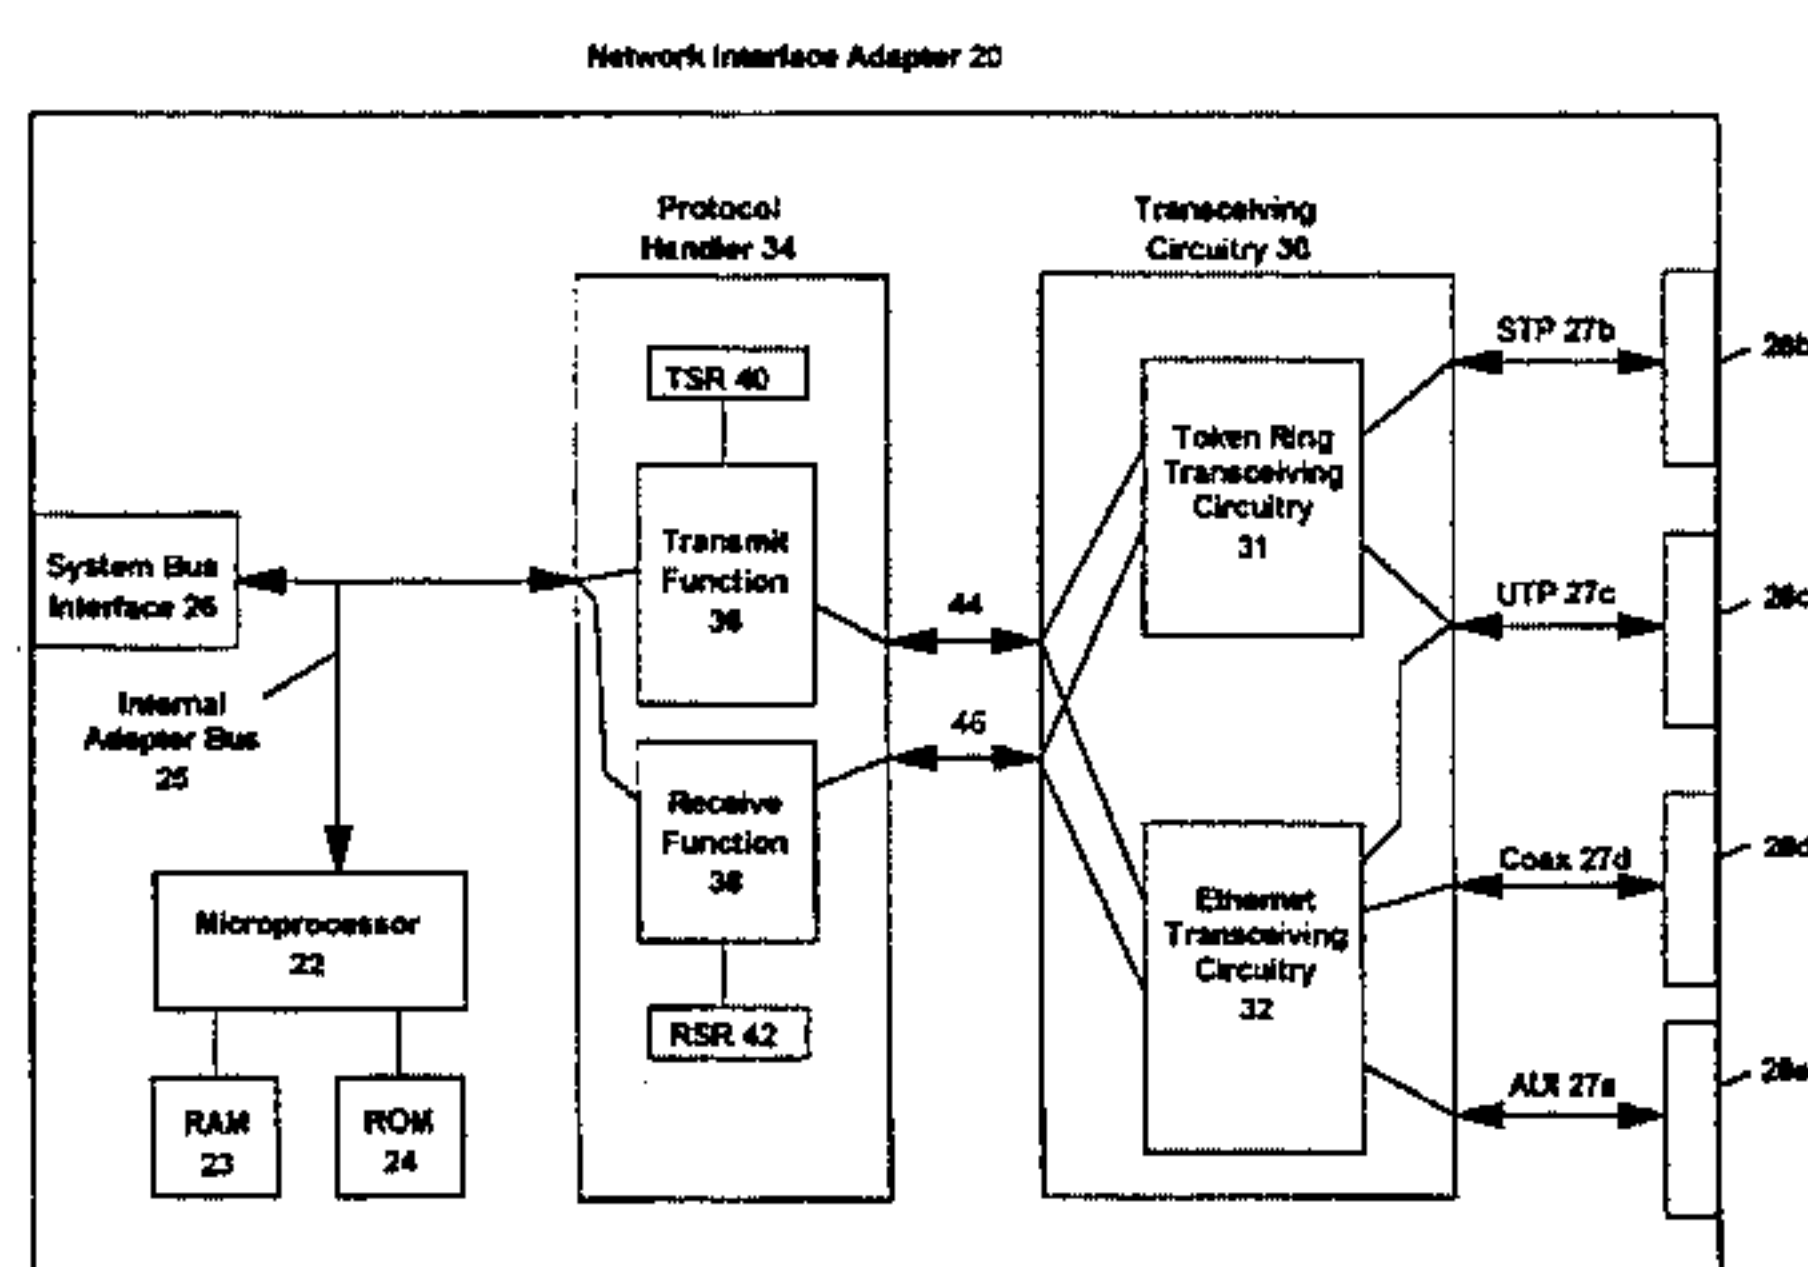 Network Interface Adapter 20
Protocol
Handler 34
Transceiving
Circuitry 30
STP 27b
TSR 40
Token Ring
Transceiving
Circuitry
31
System Bus
Interface 26
Transmit
Function
36
44
UTP 27c
Internal
Adapter Bus
25
46
Receive
Function
38
Coax 27d
Microprocessor
22
Ethernet
Transceiving
Circuitry
32
RSR 42
AUI
RAM
23
ROM
24